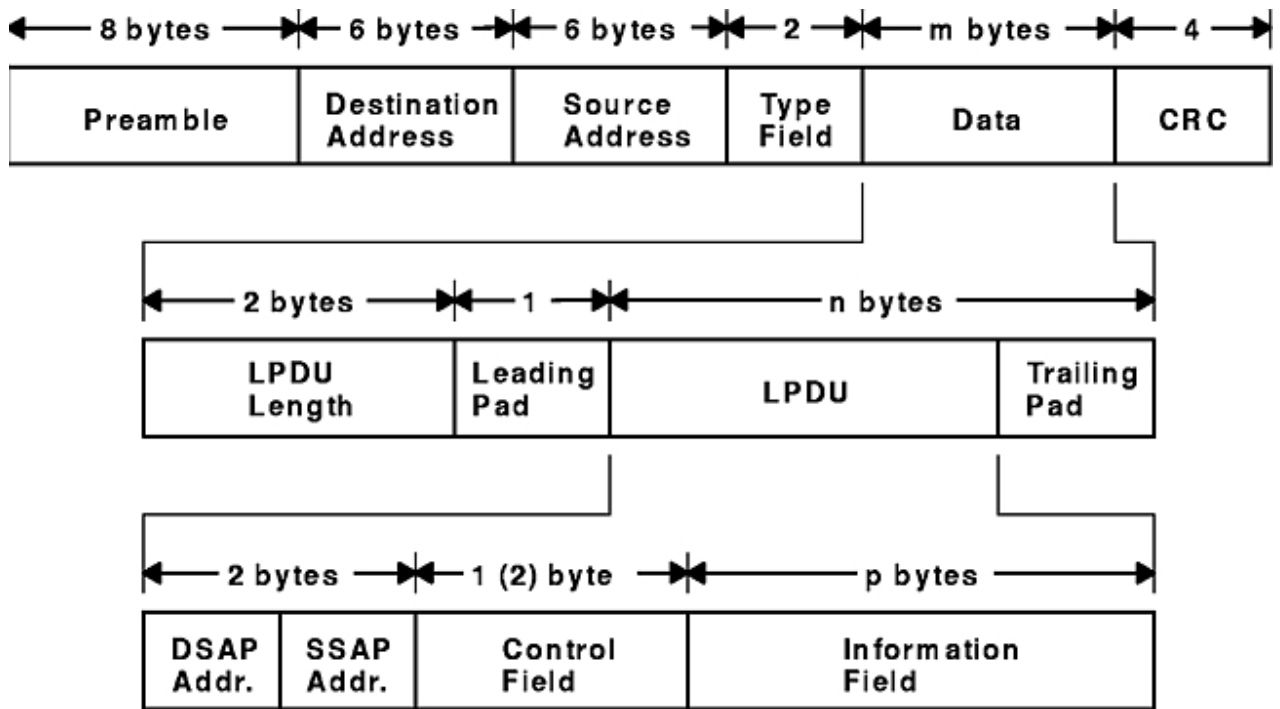 8 bytes 6 bytes 6 bytes 2 m bytes 4
Preamble Destination Address Source Address Type Field Data CRC
2 bytes 1 n bytes
LPDU Length Leading Pad LPDU Trailing Pad
2 bytes 1 (2) byte p bytes
DSAP Addr. SSAP Addr. Control Field Information Field